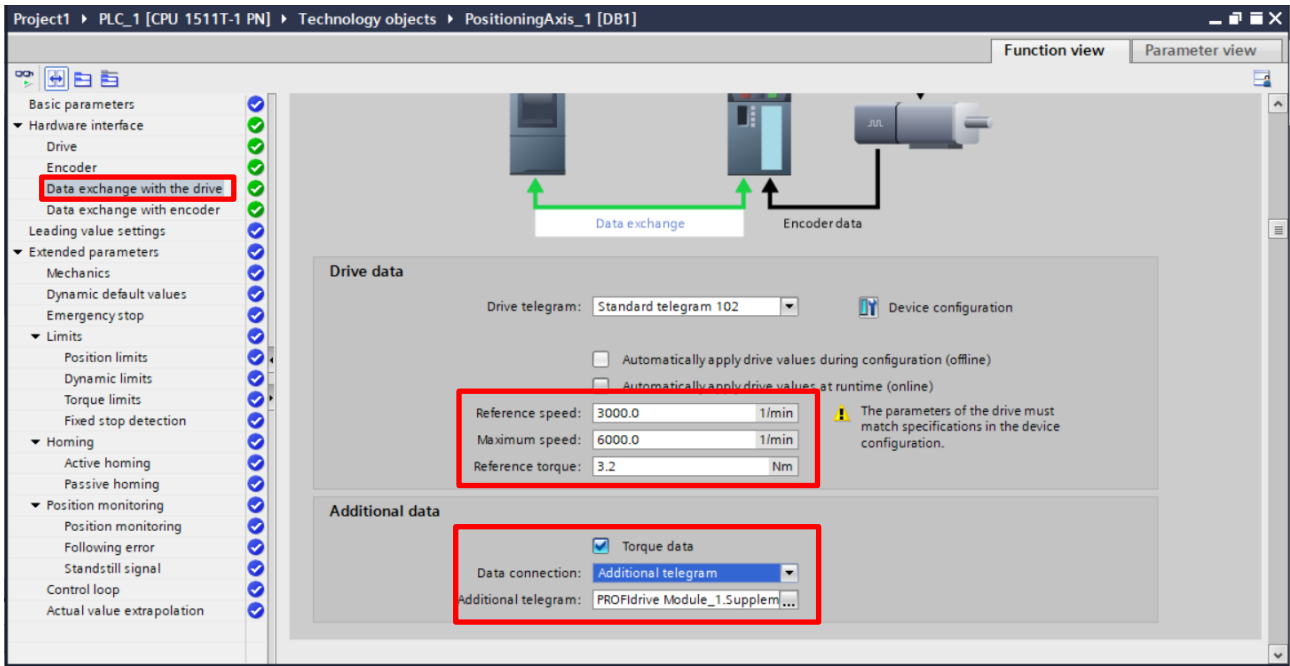 Project1 ▸ PLC_1 [CPU 1511T-1 PN] ▸ Technology objects ▸ PositioningAxis_1 [DB1]
Function view
Parameter view
Basic parameters
Hardware interface
Drive
Encoder
Data exchange with the drive
Data exchange with encoder
Leading value settings
Extended parameters
Mechanics
Dynamic default values
Emergency stop
Limits
Position limits
Dynamic limits
Torque limits
Fixed stop detection
Homing
Active homing
Passive homing
Position monitoring
Position monitoring
Following error
Standstill signal
Control loop
Actual value extrapolation
Data exchange
Encoder data
Drive data
Drive telegram: Standard telegram 102
Device configuration
Automatically apply drive values during configuration (offline)
Automatically apply drive values at runtime (online)
Reference speed: 3000.0 1/min
Maximum speed: 6000.0 1/min
Reference torque: 3.2 Nm
The parameters of the drive must
match specifications in the device
configuration.
Additional data
Torque data
Data connection: Additional telegram
Additional telegram: PROFIdrive Module_1.Supplem...